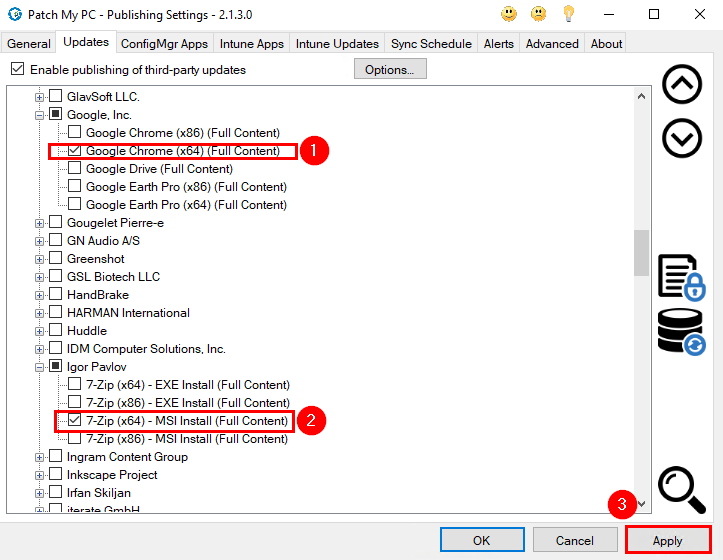 Patch My PC - Publishing Settings - 2.1.3.0
General Updates ConfigMgr Apps Intune Apps Intune Updates Sync Schedule Alerts Advanced About
Enable publishing of third-party updates Options...
GlavSoft LLC.
Google, Inc.
Google Chrome (x86) (Full Content)
Google Chrome (x64) (Full Content) 1
Google Drive (Full Content)
Google Earth Pro (x86) (Full Content)
Google Earth Pro (x64) (Full Content)
Gougelet Pierre-e
GN Audio A/S
Greenshot
GSL Biotech LLC
HandBrake
HARMAN International
Huddle
IDM Computer Solutions, Inc.
Igor Pavlov
7-Zip (x64) - EXE Install (Full Content)
7-Zip (x86) - EXE Install (Full Content)
7-Zip (x64) - MSI Install (Full Content) 2
7-Zip (x86) - MSI Install (Full Content)
Ingram Content Group
Inkscape Project
Irfan Skiljan
iterate GmbH
3
OK Cancel Apply